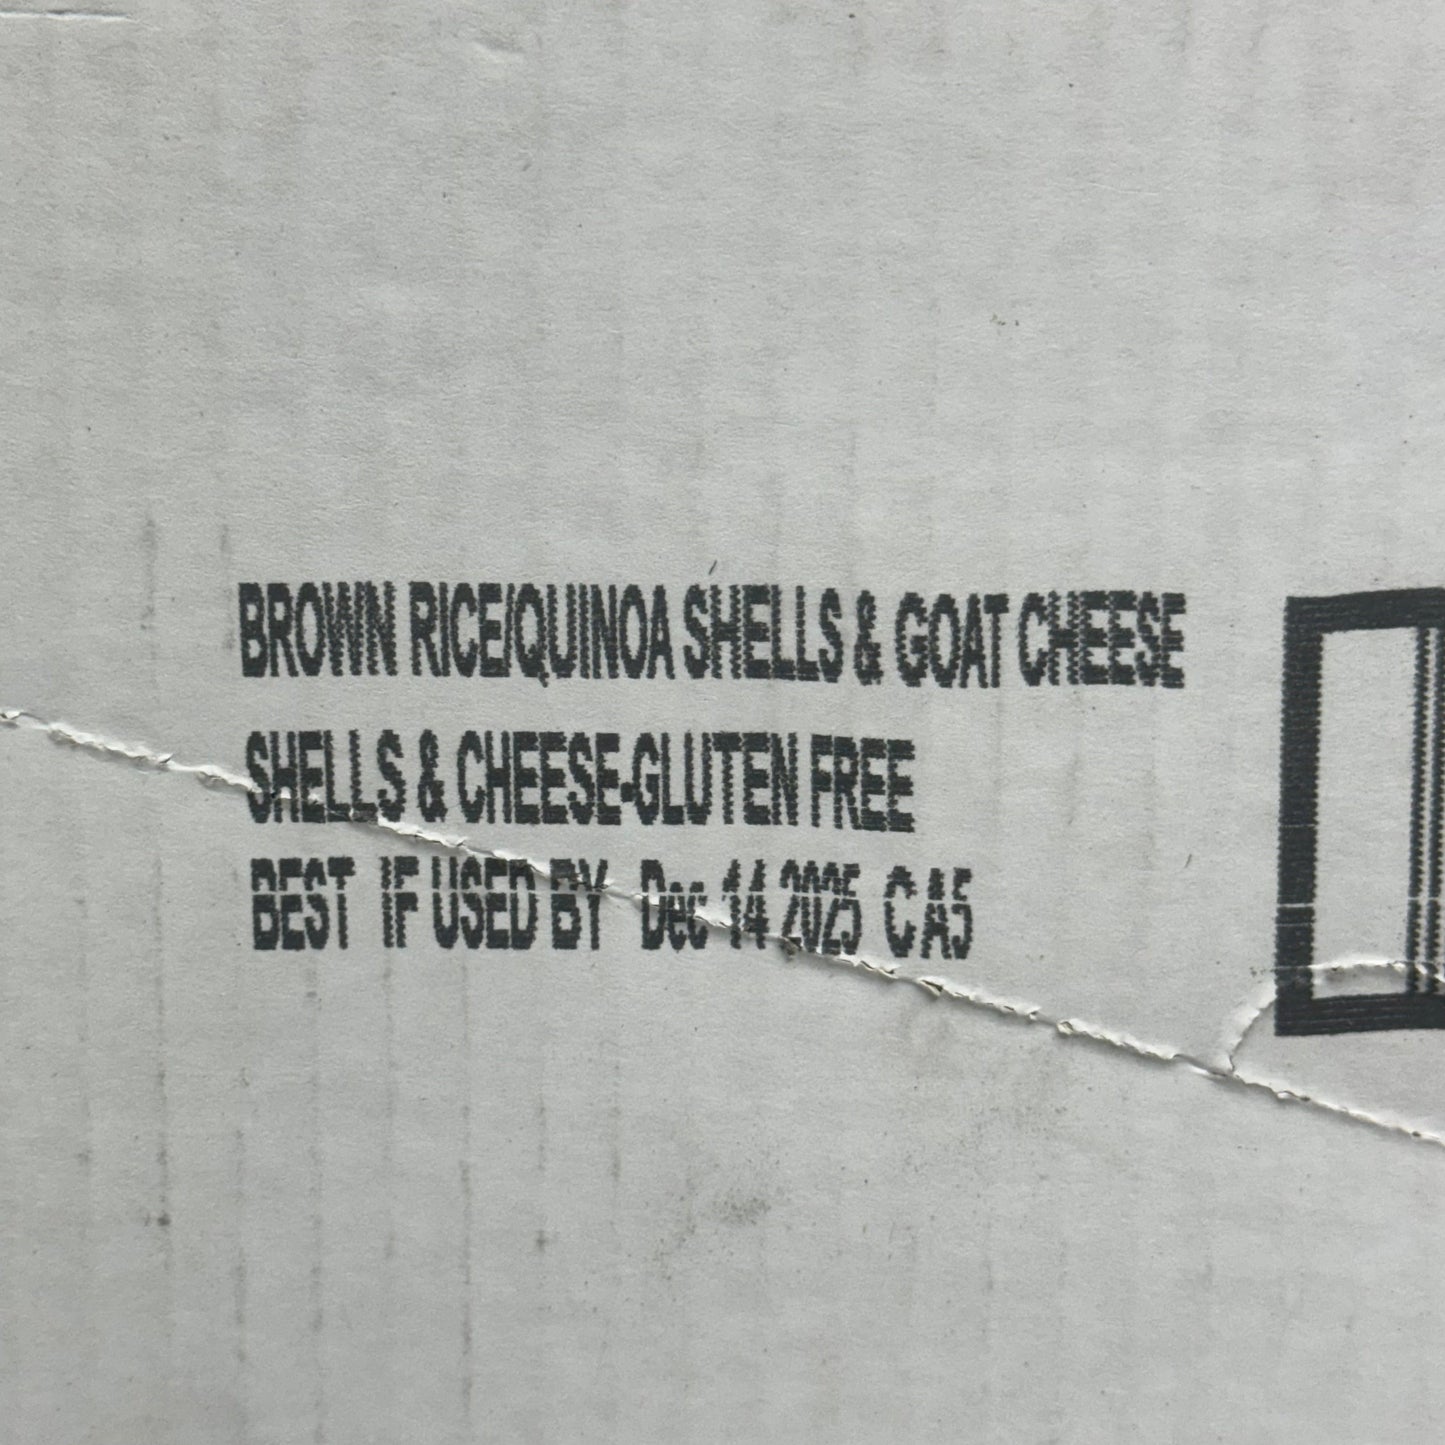 BROWN RICE/QUINOA SHELLS & GOAT CHEESE
SHELLS & CHEESE-GLUTEN FREE
BEST IF USED BY Dec 14 2025 CA5